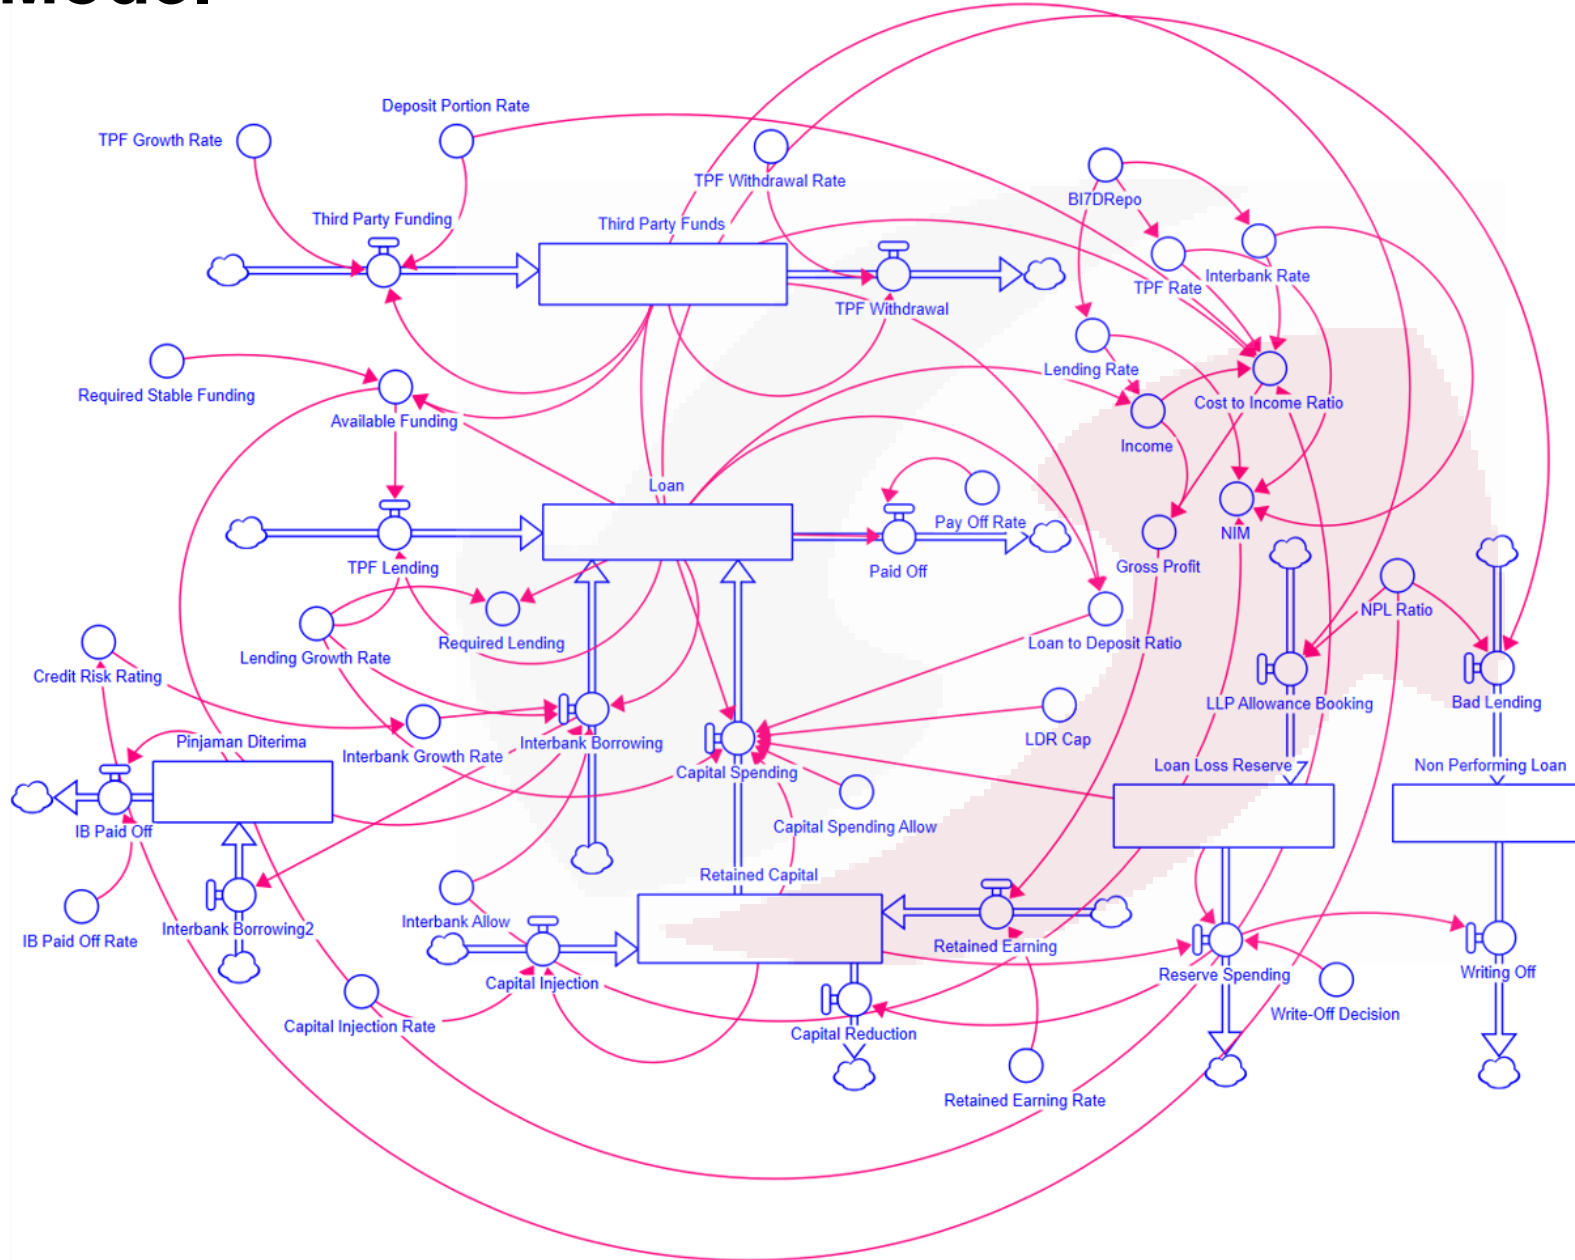 Model
Deposit Portion Rate
TPF Growth Rate
TPF Withdrawal Rate
BI7DRepo
Third Party Funding
Third Party Funds
Interbank Rate
TPF Rate
TPF Withdrawal
Lending Rate
Required Stable Funding
Available Funding
Cost to Income Ratio
Income
Loan
Pay Off Rate
NIM
TPF Lending
Paid Off
Gross Profit
NPL Ratio
Required Lending
Loan to Deposit Ratio
Lending Growth Rate
Credit Risk Rating
LLP Allowance Booking
Bad Lending
Pinjaman Diterima
Interbank Growth Rate
Interbank Borrowing
LDR Cap
Capital Spending
Loan Loss Reserve
Non Performing Loan
IB Paid Off
Capital Spending Allow
Retained Capital
Interbank Allow
IB Paid Off Rate
Interbank Borrowing2
Retained Earning
Capital Injection
Reserve Spending
Writing Off
Capital Injection Rate
Capital Reduction
Write-Off Decision
Retained Earning Rate